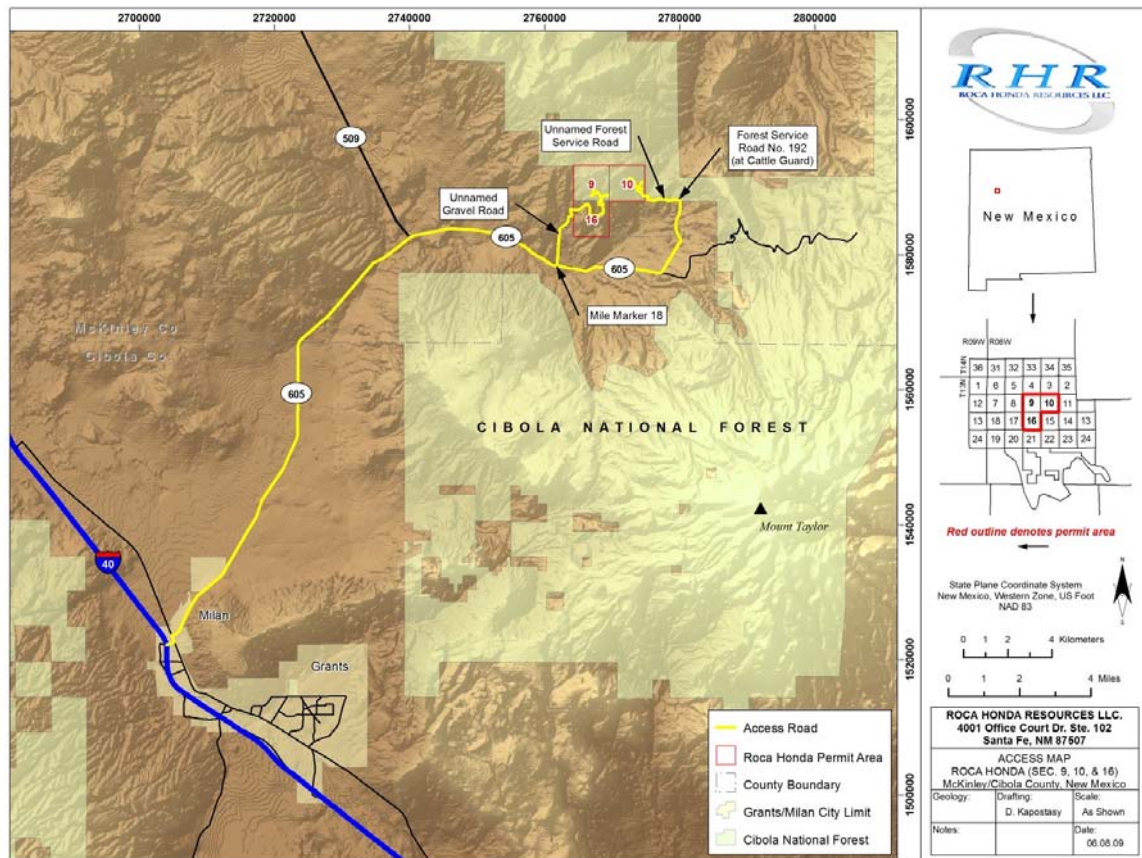 2700000
2720000
2740000
2760000
2780000
2800000
1600000
1580000
1560000
1540000
1520000
1500000
509
Unnamed Forest
Service Road
Forest Service
Road No. 192
(at Cattle Guard)
9
10
16
Unnamed
Gravel Road
605
605
Mile Marker 18
McKinley Co
Cibola Co
605
CIBOLA NATIONAL FOREST
Mount Taylor
40
Milan
Grants
Access Road
Roca Honda Permit Area
County Boundary
Grants/Milan City Limit
Cibola National Forest
RHR
ROCA HONDA RESOURCES LLC
New Mexico
R09W R08W
T14N
T13N
36 31 32 33 34 35
1 6 5 4 3 2
12 7 8 9 10 11
13 18 17 16 15 14 13
24 19 20 21 22 23 24
Red outline denotes permit area
State Plane Coordinate System
New Mexico, Western Zone, US Foot
NAD 83
N
S
0 1 2 4 Kilometers
0 2 4 Miles
ROCA HONDA RESOURCES LLC.
4001 Office Court Dr. Ste. 102
Santa Fe, NM 87507
ACCESS MAP
ROCA HONDA (SEC. 9, 10, & 16)
McKinley/Cibola County, New Mexico
Geology:
Drafting:
D. Kapostasy
Scale:
As Shown
Notes:
Date:
06.08.09